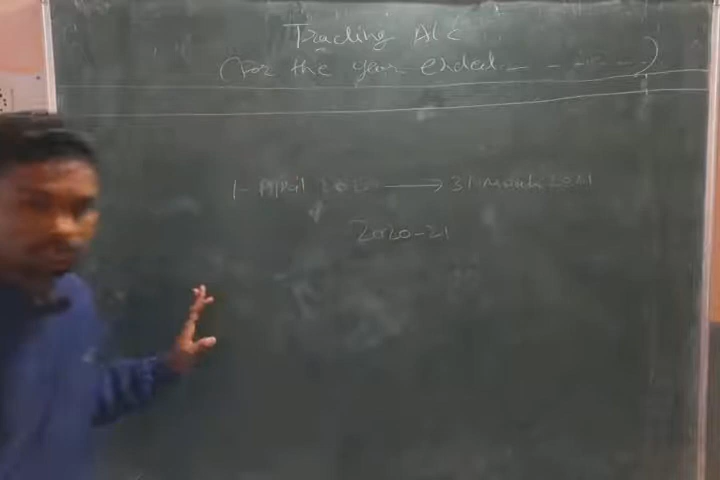 Trading A/c
(For the year ended - - - - - - -)
1- April 2020 → 31 March 2021
2020-21